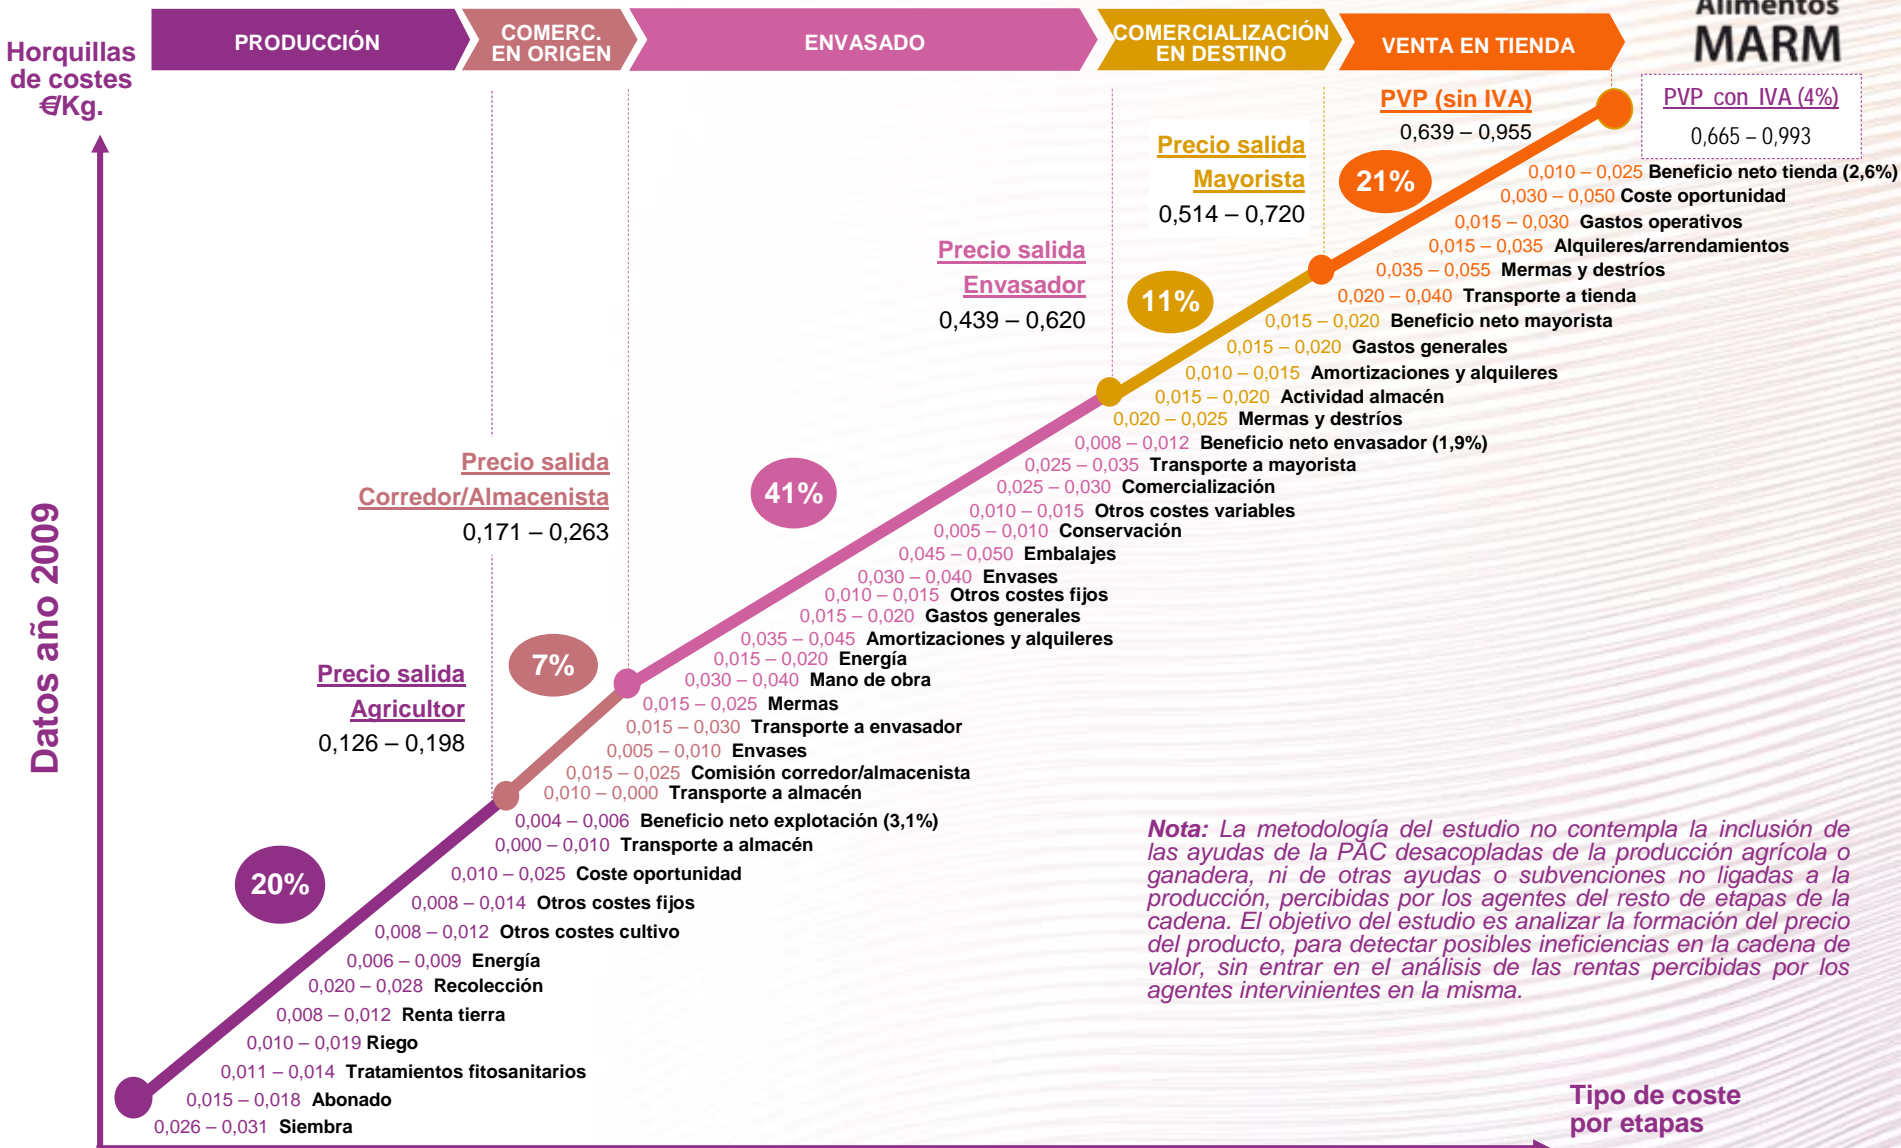 Alimentos
MARM
PRODUCCIÓN
COMERC.
EN ORIGEN
ENVASADO
COMERCIALIZACIÓN
EN DESTINO
VENTA EN TIENDA
Horquillas
de costes
€/Kg.
Datos año 2009
PVP (sin IVA)
0,639 – 0,955
PVP con IVA (4%)
0,665 – 0,993
21%
0,010 – 0,025 Beneficio neto tienda (2,6%)
0,030 – 0,050 Coste oportunidad
0,015 – 0,030 Gastos operativos
0,015 – 0,035 Alquileres/arrendamientos
0,035 – 0,055 Mermas y destríos
0,020 – 0,040 Transporte a tienda
Precio salida
Mayorista
0,514 – 0,720
11%
0,015 – 0,020 Beneficio neto mayorista
0,015 – 0,020 Gastos generales
0,010 – 0,015 Amortizaciones y alquileres
0,015 – 0,020 Actividad almacén
0,020 – 0,025 Mermas y destríos
Precio salida
Envasador
0,439 – 0,620
41%
0,008 – 0,012 Beneficio neto envasador (1,9%)
0,025 – 0,035 Transporte a mayorista
0,025 – 0,030 Comercialización
0,010 – 0,015 Otros costes variables
0,005 – 0,010 Conservación
0,045 – 0,050 Embalajes
0,030 – 0,040 Envases
0,010 – 0,015 Otros costes fijos
0,015 – 0,020 Gastos generales
0,035 – 0,045 Amortizaciones y alquileres
0,015 – 0,020 Energía
0,030 – 0,040 Mano de obra
0,015 – 0,025 Mermas
Precio salida
Corredor/Almacenista
0,171 – 0,263
7%
0,015 – 0,030 Transporte a envasador
0,005 – 0,010 Envases
0,015 – 0,025 Comisión corredor/almacenista
0,010 – 0,000 Transporte a almacén
Precio salida
Agricultor
0,126 – 0,198
20%
0,004 – 0,006 Beneficio neto explotación (3,1%)
0,000 – 0,010 Transporte a almacén
0,010 – 0,025 Coste oportunidad
0,008 – 0,014 Otros costes fijos
0,008 – 0,012 Otros costes cultivo
0,006 – 0,009 Energía
0,020 – 0,028 Recolección
0,008 – 0,012 Renta tierra
0,010 – 0,019 Riego
0,011 – 0,014 Tratamientos fitosanitarios
0,015 – 0,018 Abonado
0,026 – 0,031 Siembra
Nota: La metodología del estudio no contempla la inclusión de
las ayudas de la PAC desacopladas de la producción agrícola o
ganadera, ni de otras ayudas o subvenciones no ligadas a la
producción, percibidas por los agentes del resto de etapas de la
cadena. El objetivo del estudio es analizar la formación del precio
del producto, para detectar posibles ineficiencias en la cadena de
valor, sin entrar en el análisis de las rentas percibidas por los
agentes intervinientes en la misma.
Tipo de coste
por etapas